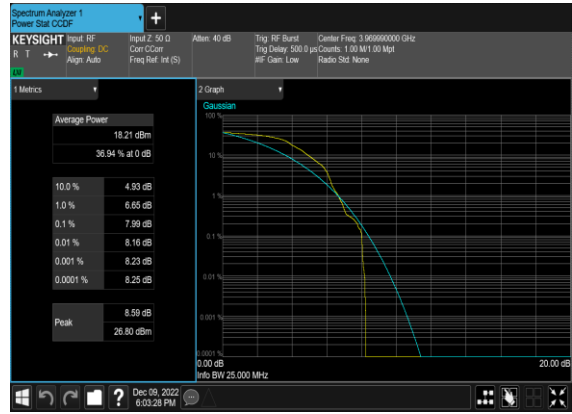 Spectrum Analyzer 1
Power Stat CCDF
KEYSIGHT
R T
Input: RF
Coupling: DC
Align: Auto
Input Z: 50 Ω
Corr CCorr
Freq Ref: Int (S)
Atten: 40 dB
Trig: RF Burst
Trig Delay: 500.0 µs
#IF Gain: Low
Center Freq: 3.969990000 GHz
Counts: 1.00 M/1.00 Mpt
Radio Std: None
1 Metrics
Average Power
18.21 dBm
36.94 % at 0 dB
10.0 % 4.93 dB
1.0 % 6.65 dB
0.1 % 7.99 dB
0.01 % 8.16 dB
0.001 % 8.23 dB
0.0001 % 8.25 dB
Peak
8.59 dB
26.80 dBm
2 Graph
Gaussian
100 %
10 %
1 %
0.1 %
0.01 %
0.001 %
0.0001 %
0.00 dB
20.00 dB
Info BW 25.000 MHz
?
Dec 09, 2022
6:03:28 PM